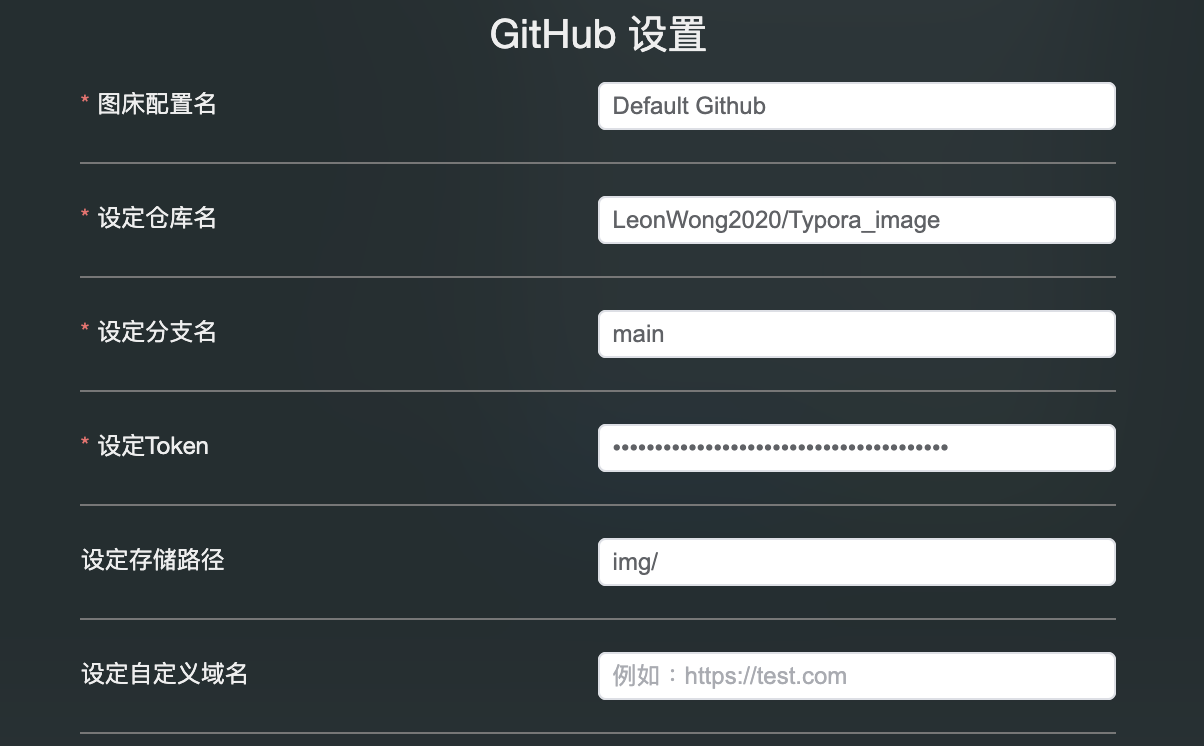 GitHub 设置
* 图床配置名
Default Github
* 设定仓库名
LeonWong2020/Typora_image
* 设定分支名
main
* 设定Token
••••••••••••••••••••••••••••••••••••••••
设定存储路径
img/
设定自定义域名
例如：https://test.com